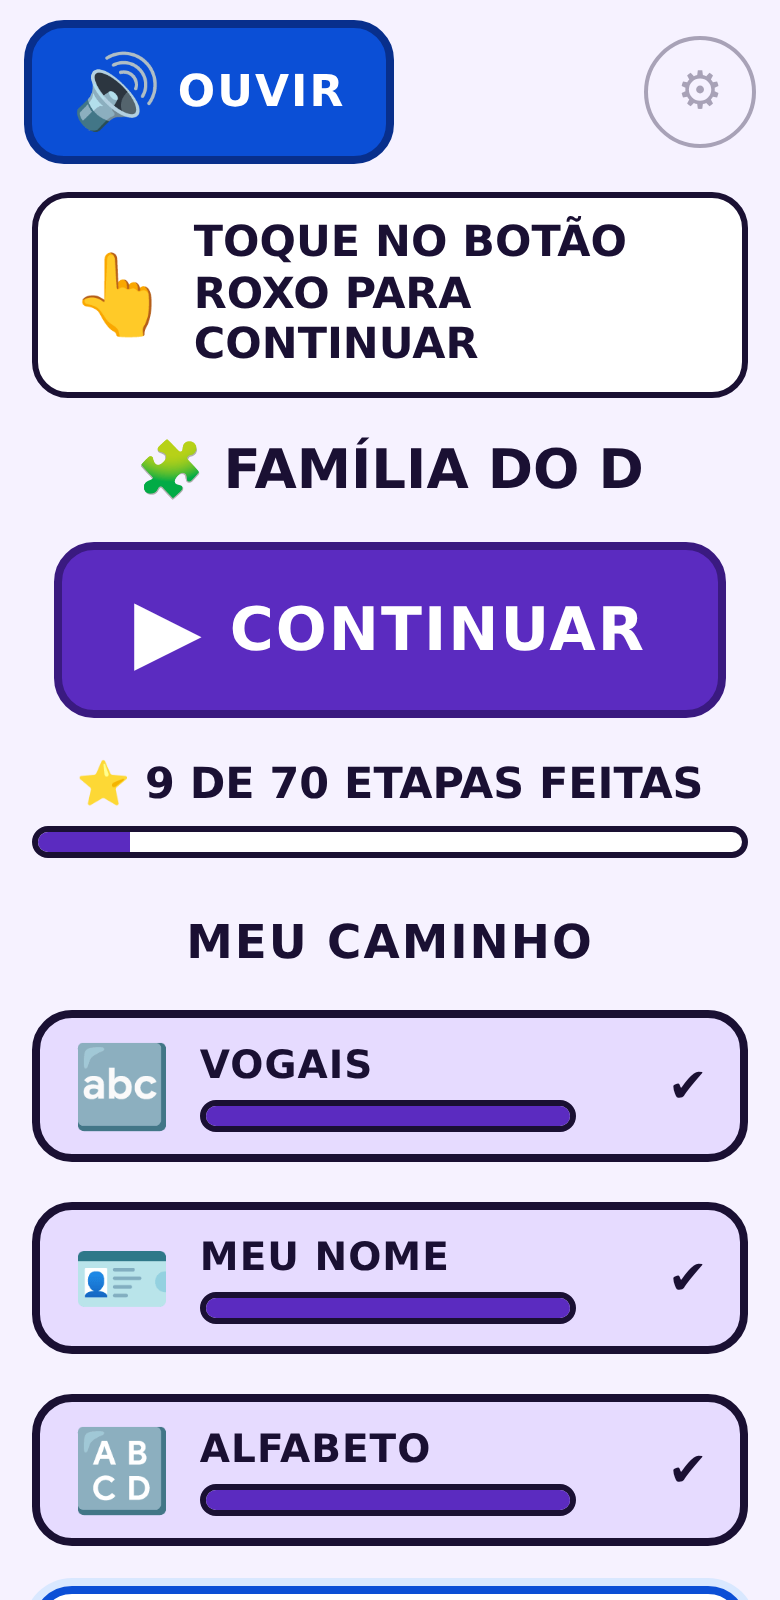 OUVIR
TOQUE NO BOTÃO
ROXO PARA
CONTINUAR
FAMÍLIA DO D
CONTINUAR
9 DE 70 ETAPAS FEITAS
MEU CAMINHO
abc
VOGAIS
MEU NOME
A B
C D
ALFABETO